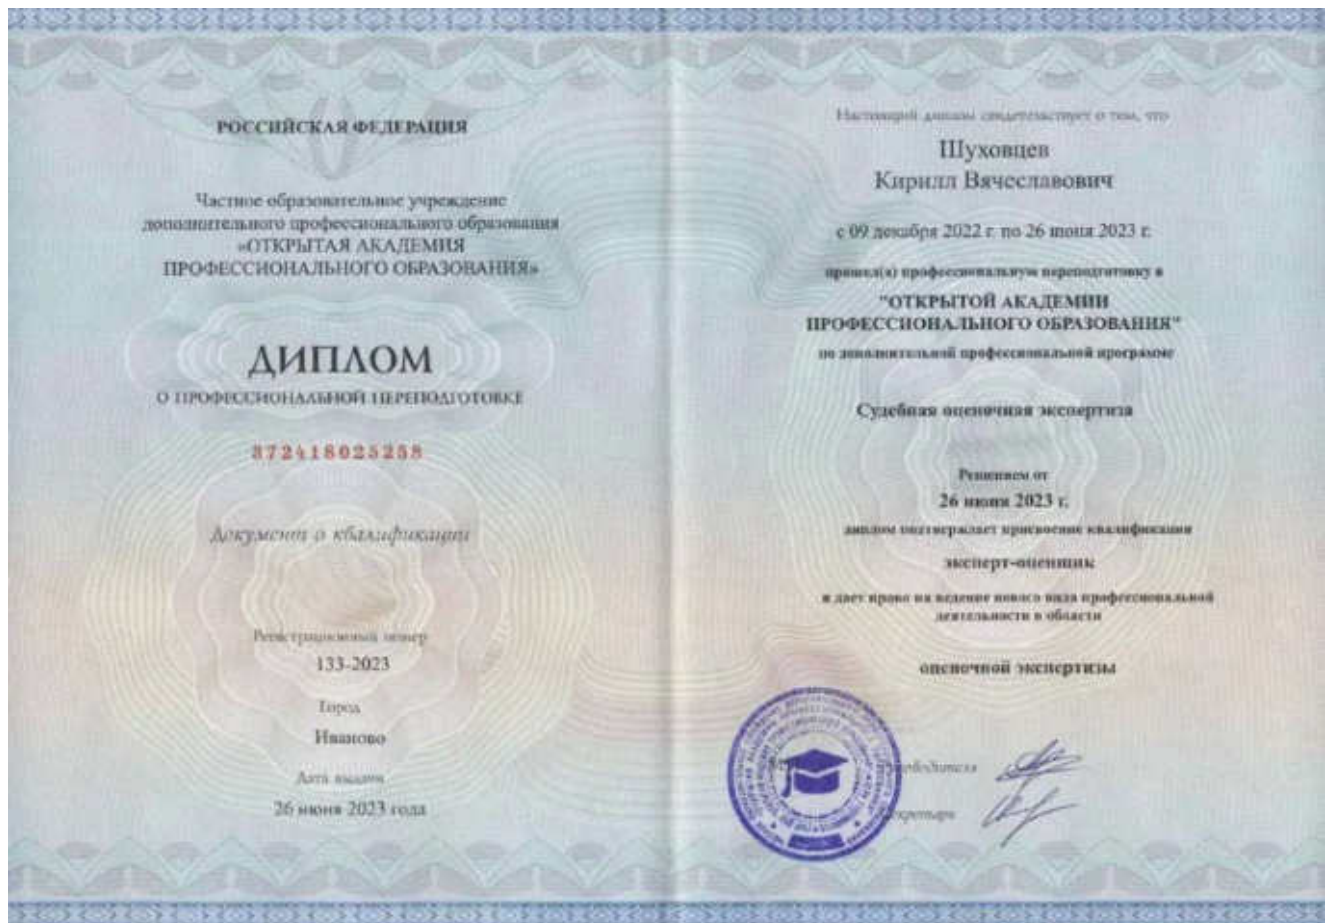 РОССИЙСКАЯ ФЕДЕРАЦИЯ
Частное образовательное учреждение
дополнительного профессионального образования
«ОТКРЫТАЯ АКАДЕМИЯ
ПРОФЕССИОНАЛЬНОГО ОБРАЗОВАНИЯ»
ДИПЛОМ
О ПРОФЕССИОНАЛЬНОЙ ПЕРЕПОДГОТОВКЕ
372418025258
Документ о квалификации
Регистрационный номер
133-2023
Город
Иваново
Дата выдачи
26 июня 2023 года
Настоящий диплом свидетельствует о том, что
Шуховцев
Кирилл Вячеславович
с 09 декабря 2022 г. по 26 июня 2023 г.
прошел(а) профессиональную переподготовку в
"ОТКРЫТОЙ АКАДЕМИИ
ПРОФЕССИОНАЛЬНОГО ОБРАЗОВАНИЯ"
по дополнительной профессиональной программе
Судебная оценочная экспертиза
Решением от
26 июня 2023 г.
диплом подтверждает присвоение квалификации
эксперт-оценщик
и дает право на ведение нового вида профессиональной
деятельности в области
оценочной экспертизы
Руководитель
Секретарь